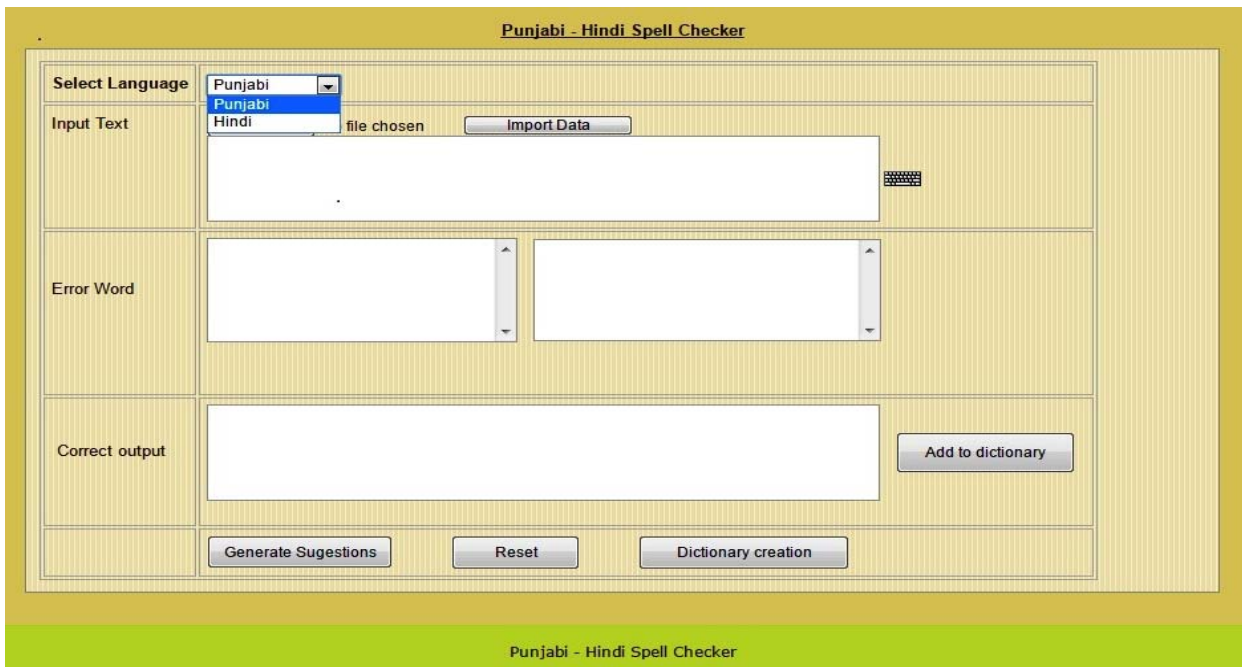 Punjabi - Hindi Spell Checker
Select Language Punjabi
Punjabi
Hindi
Input Text file chosen Import Data
Error Word
Correct output Add to dictionary
Generate Sugestions Reset Dictionary creation
Punjabi - Hindi Spell Checker